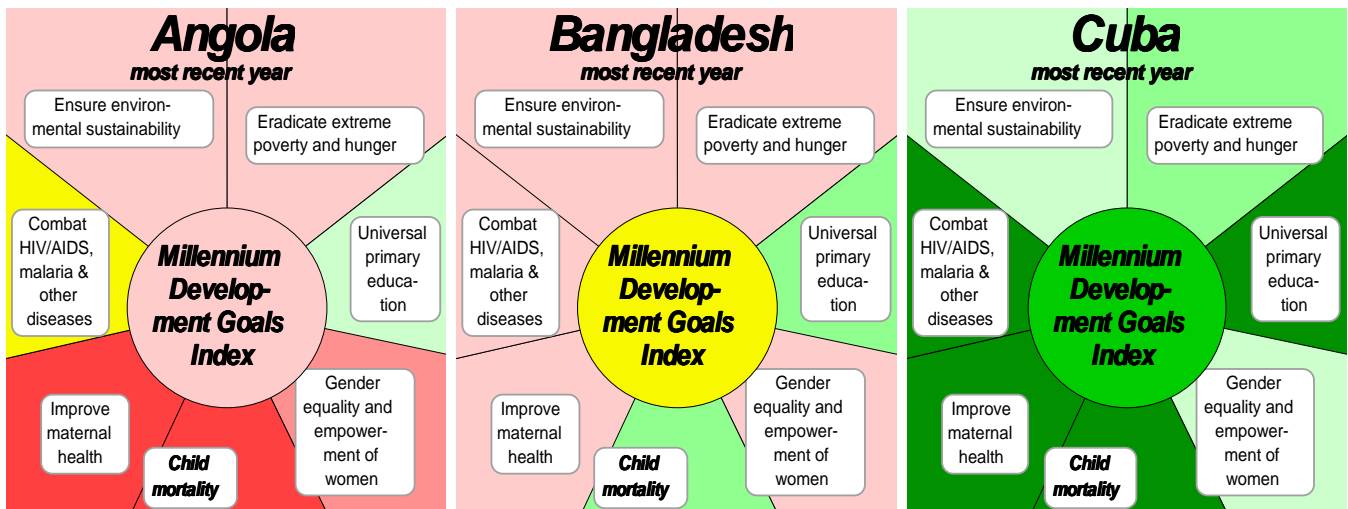 Angola
most recent year
Ensure environ-
mental sustainability
Eradicate extreme
poverty and hunger
Combat
HIV/AIDS,
malaria &
other
diseases
Millennium
Develop-
ment Goals
Index
Universal
primary
educa-
tion
Improve
maternal
health
Child
mortality
Gender
equality and
empower-
ment of
women
Bangladesh
most recent year
Ensure environ-
mental sustainability
Eradicate extreme
poverty and hunger
Combat
HIV/AIDS,
malaria &
other
diseases
Millennium
Develop-
ment Goals
Index
Universal
primary
educa-
tion
Improve
maternal
health
Child
mortality
Gender
equality and
empower-
ment of
women
Cuba
most recent year
Ensure environ-
mental sustainability
Eradicate extreme
poverty and hunger
Combat
HIV/AIDS,
malaria &
other
diseases
Millennium
Develop-
ment Goals
Index
Universal
primary
educa-
tion
Improve
maternal
health
Child
mortality
Gender
equality and
empower-
ment of
women